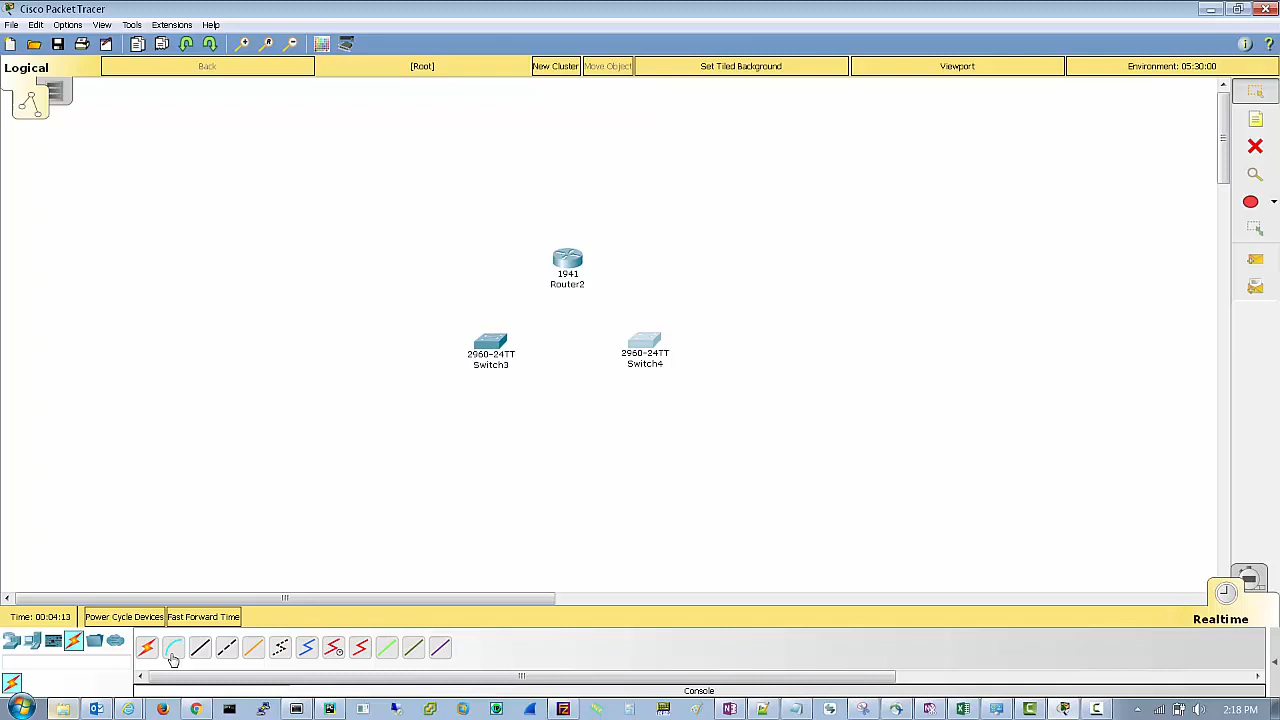 Cisco Packet Tracer
File Edit Options View Tools Extensions Help
Logical
Back
[Root]
New Cluster
Move Object
Set Tiled Background
Viewport
Environment: 05:30:00
1941
Router2
2960-24TT
Switch3
2960-24TT
Switch4
Time: 00:04:13
Power Cycle Devices
Fast Forward Time
Realtime
Console
2:18 PM